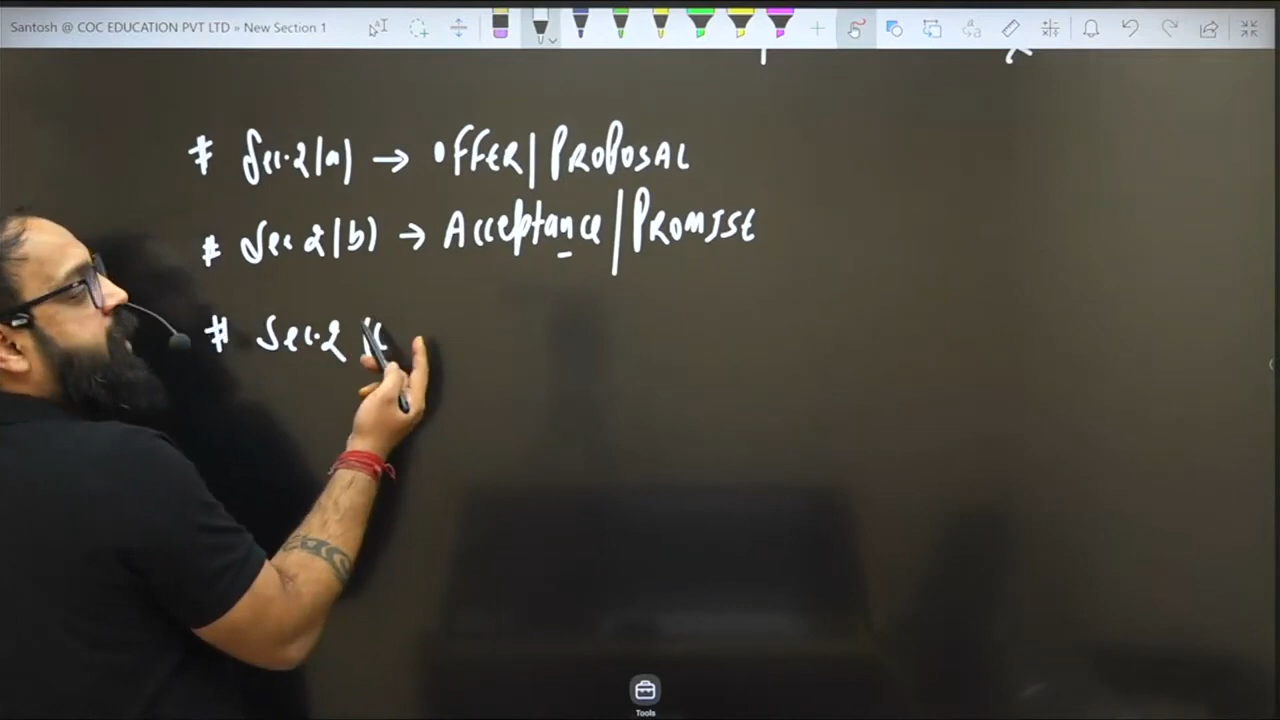 Santosh @ COC EDUCATION PVT LTD » New Section 1
# Sec.2(a) → OFFER/PROPOSAL
# Sec 2(b) → Acceptance/PROMISE
# Sec.2 (c
Tools